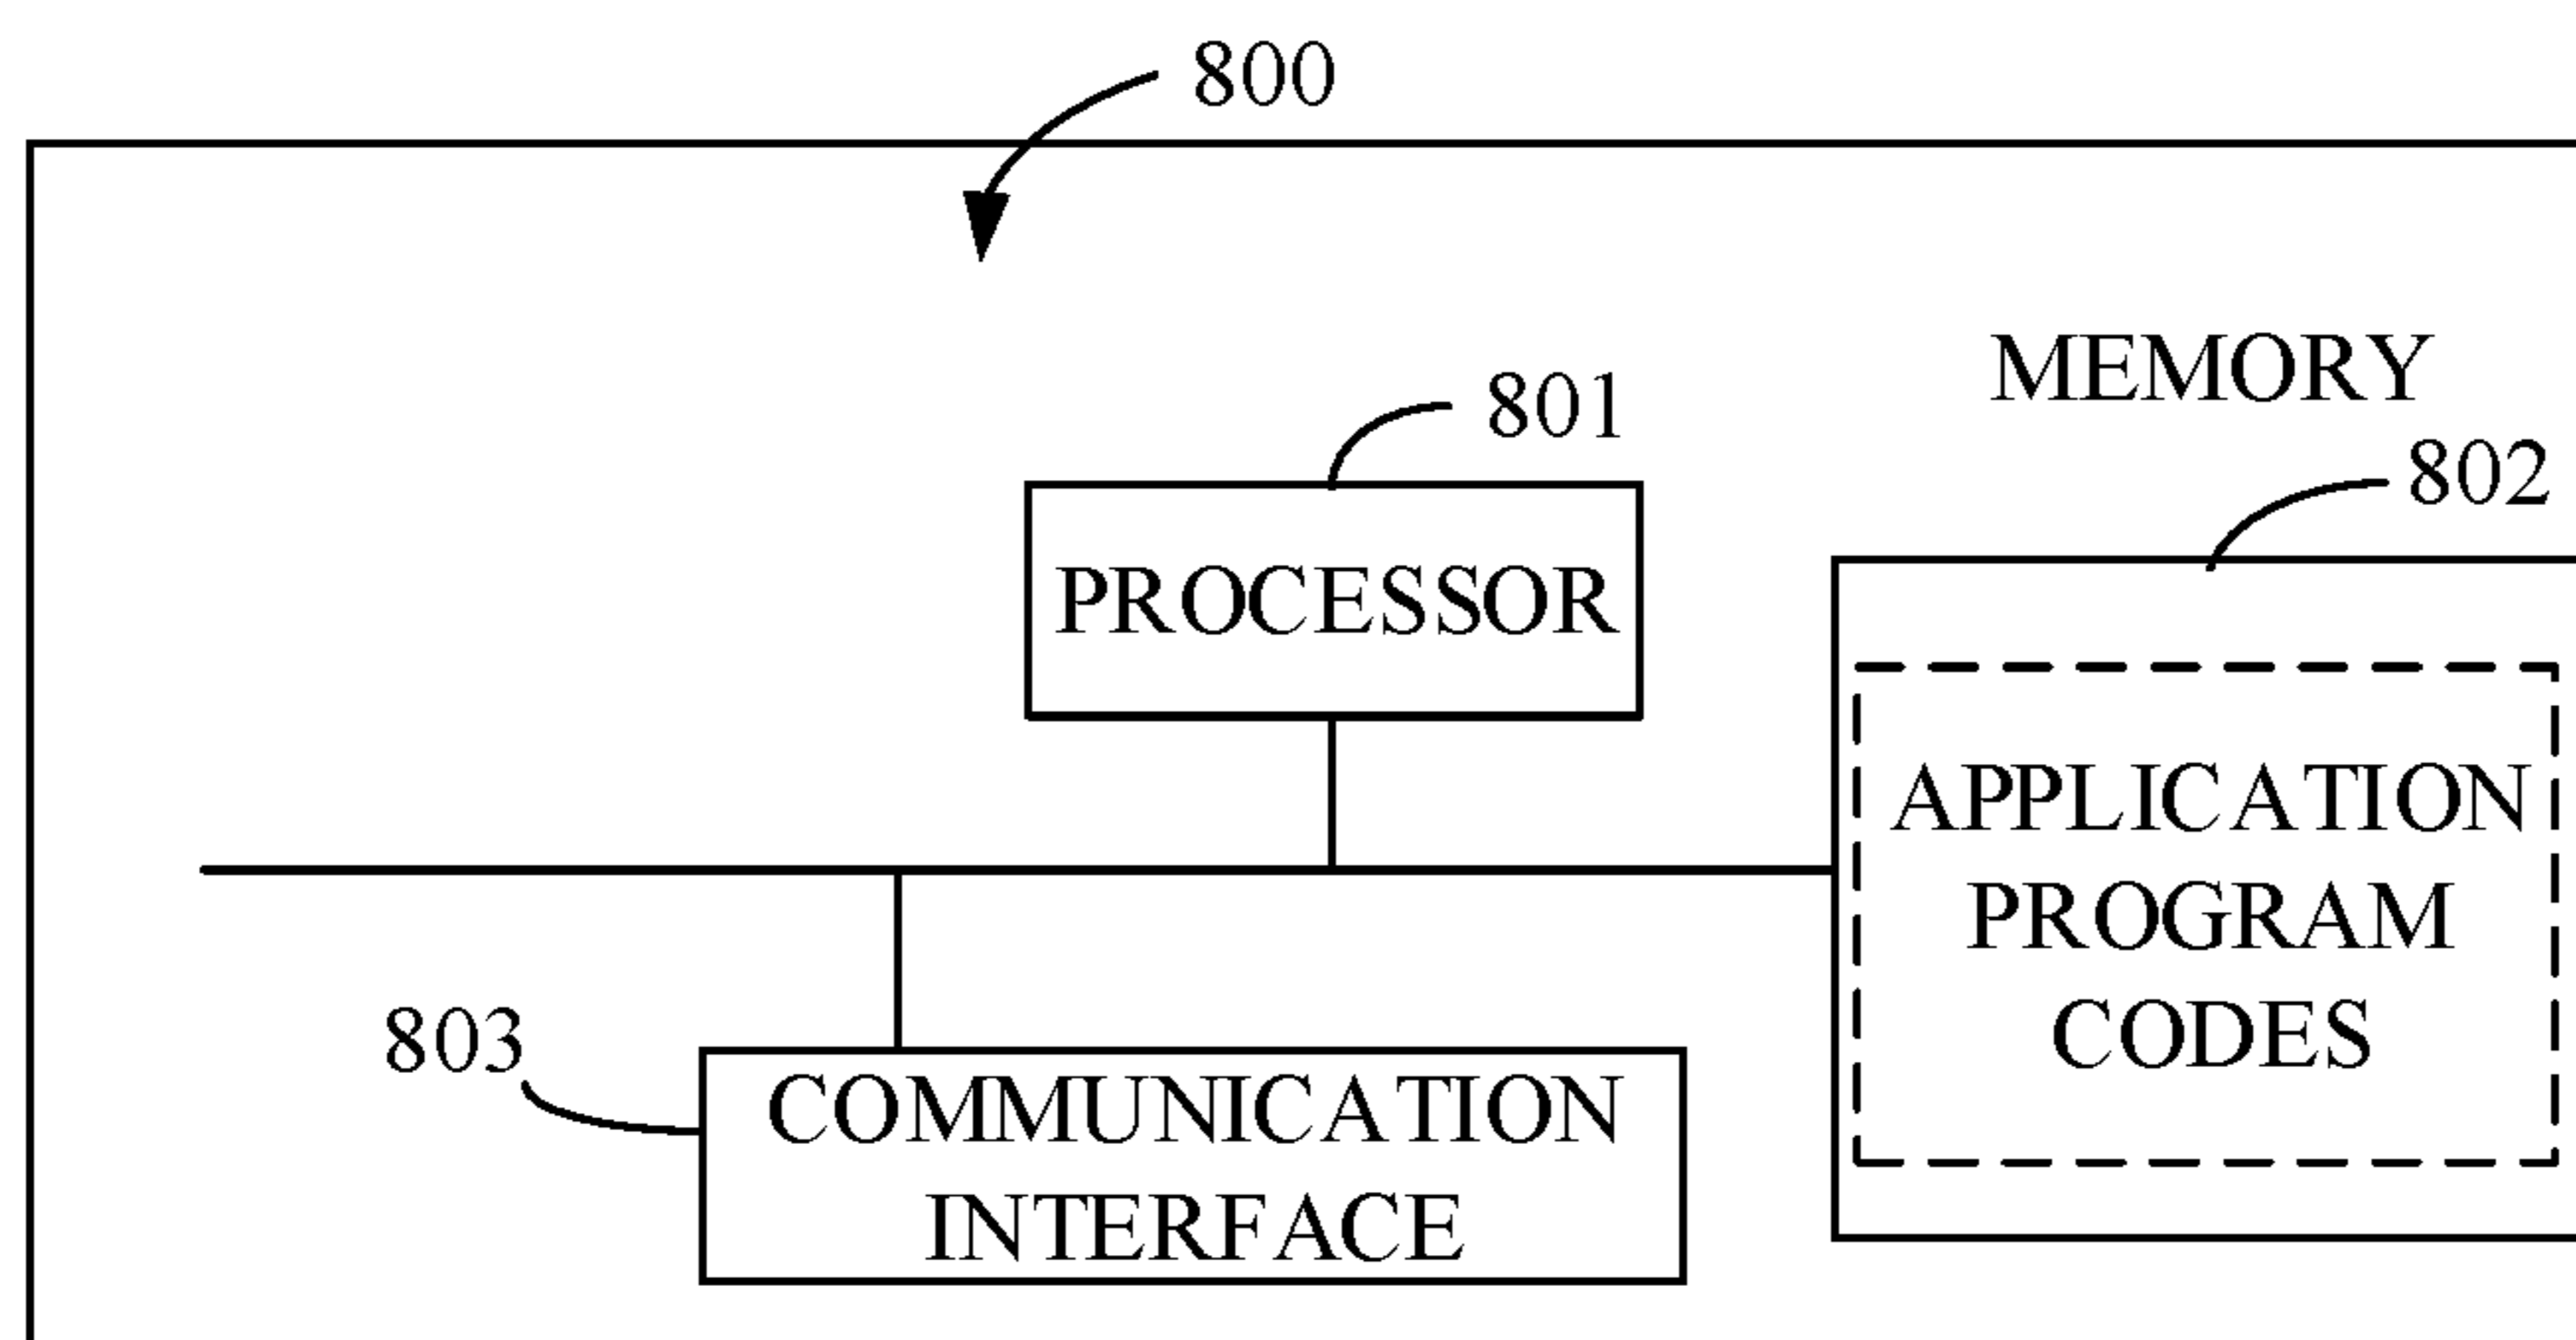 800
MEMORY
801
802
PROCESSOR
APPLICATION
PROGRAM
CODES
803
COMMUNICATION
INTERFACE